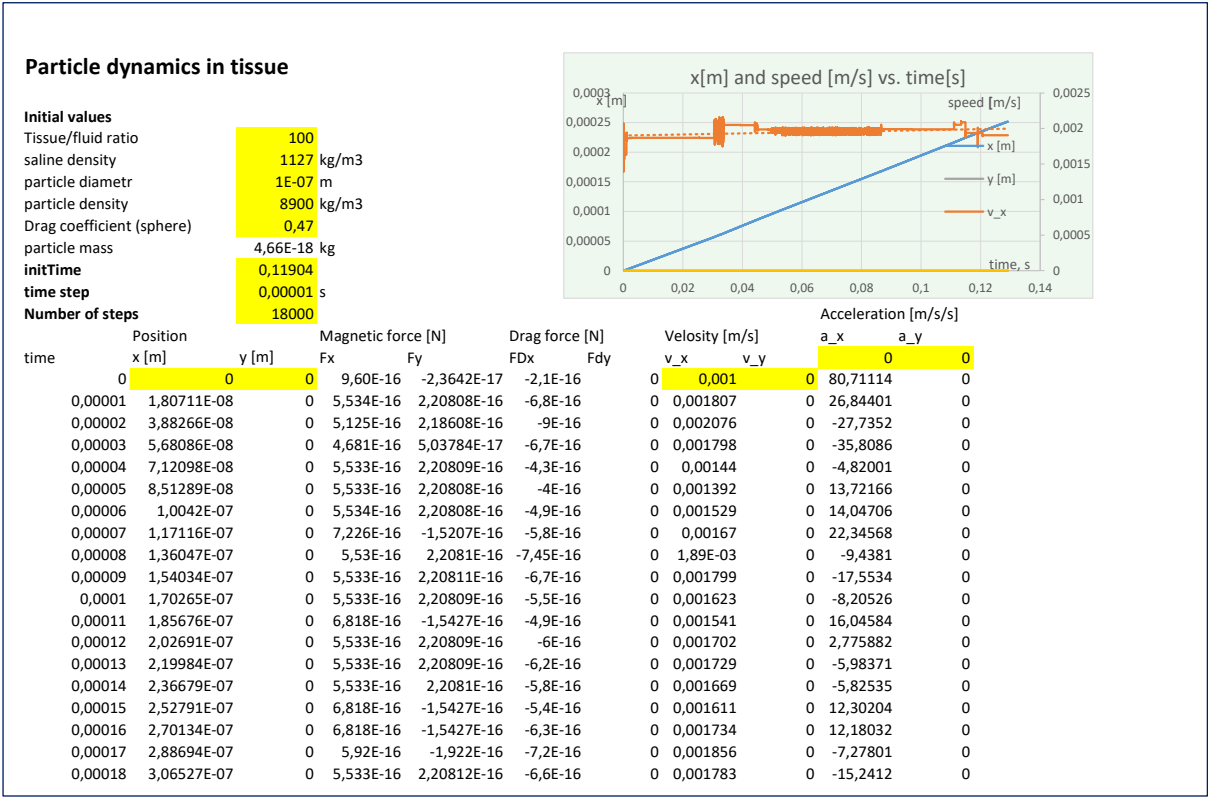 Particle dynamics in tissue
Initial values
Tissue/fluid ratio 100
saline density 1127 kg/m3
particle diametr 1E-07 m
particle density 8900 kg/m3
Drag coefficient (sphere) 0,47
particle mass 4,66E-18 kg
initTime 0,11904
time step 0,00001 s
Number of steps 18000
x[m] and speed [m/s] vs. time[s]
x [m]
speed [m/s]
0,0003 0,0025
0,00025 0,002
0,0002 0,0015
0,00015 0,001
0,0001 0,0005
0,00005 0
0
x [m]
y [m]
v_x
time, s
0 0,02 0,04 0,06 0,08 0,1 0,12 0,14
Acceleration [m/s/s]
Position Magnetic force [N] Drag force [N] Velosity [m/s] a_x a_y
time x [m] y [m] Fx Fy FDx Fdy v_x v_y 0 0
0 0 0 9,60E-16 -2,3642E-17 -2,1E-16 0 0,001 0 80,71114 0
0,00001 1,80711E-08 0 5,534E-16 2,20808E-16 -6,8E-16 0 0,001807 0 26,84401 0
0,00002 3,88266E-08 0 5,125E-16 2,18608E-16 -9E-16 0 0,002076 0 -27,7352 0
0,00003 5,68086E-08 0 4,681E-16 5,03784E-17 -6,7E-16 0 0,001798 0 -35,8086 0
0,00004 7,12098E-08 0 5,533E-16 2,20809E-16 -4,3E-16 0 0,00144 0 -4,82001 0
0,00005 8,51289E-08 0 5,533E-16 2,20808E-16 -4E-16 0 0,001392 0 13,72166 0
0,00006 1,0042E-07 0 5,534E-16 2,20808E-16 -4,9E-16 0 0,001529 0 14,04706 0
0,00007 1,17116E-07 0 7,226E-16 -1,5207E-16 -5,8E-16 0 0,00167 0 22,34568 0
0,00008 1,36047E-07 0 5,53E-16 2,2081E-16 -7,45E-16 0 1,89E-03 0 -9,4381 0
0,00009 1,54034E-07 0 5,533E-16 2,20811E-16 -6,7E-16 0 0,001799 0 -17,5534 0
0,0001 1,70265E-07 0 5,533E-16 2,20809E-16 -5,5E-16 0 0,001623 0 -8,20526 0
0,00011 1,85676E-07 0 6,818E-16 -1,5427E-16 -4,9E-16 0 0,001541 0 16,04584 0
0,00012 2,02691E-07 0 5,533E-16 2,20809E-16 -6E-16 0 0,001702 0 2,775882 0
0,00013 2,19984E-07 0 5,533E-16 2,20809E-16 -6,2E-16 0 0,001729 0 -5,98371 0
0,00014 2,36679E-07 0 5,533E-16 2,2081E-16 -5,8E-16 0 0,001669 0 -5,82535 0
0,00015 2,52791E-07 0 6,818E-16 -1,5427E-16 -5,4E-16 0 0,001611 0 12,30204 0
0,00016 2,70134E-07 0 6,818E-16 -1,5427E-16 -6,3E-16 0 0,001734 0 12,18032 0
0,00017 2,88694E-07 0 5,92E-16 -1,922E-16 -7,2E-16 0 0,001856 0 -7,27801 0
0,00018 3,06527E-07 0 5,533E-16 2,20812E-16 -6,6E-16 0 0,001783 0 -15,2412 0